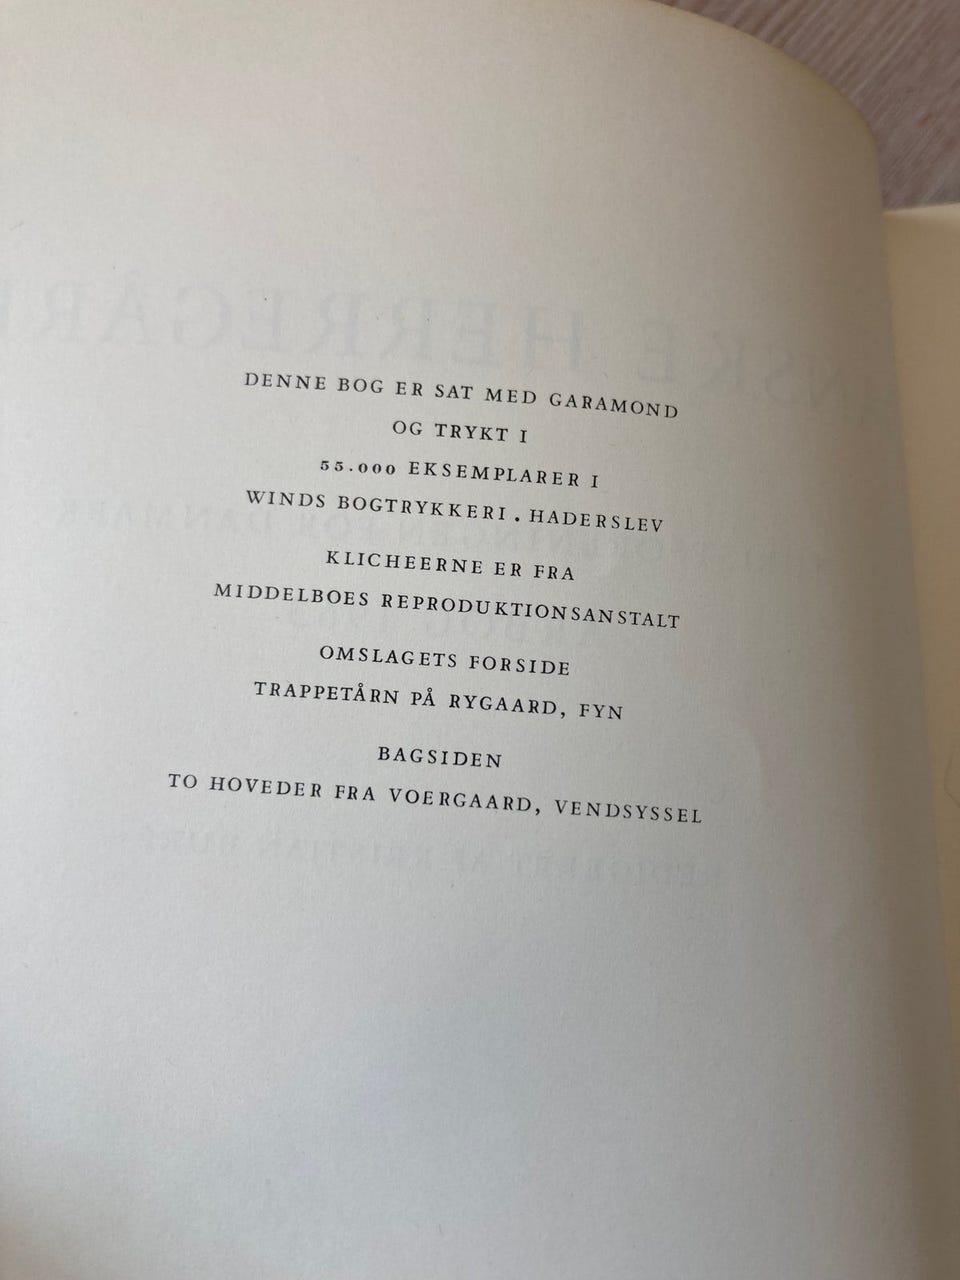 DENNE BOG ER SAT MED GARAMOND
OG TRYKT I
55.000 EKSEMPLARER I
WINDS BOGTRYKKERI . HADERSLEV
KLICHEERNE ER FRA
MIDDELBOES REPRODUKTIONSANSTALT
OMSLAGETS FORSIDE
TRAPPETÅRN PÅ RYGAARD, FYN
BAGSIDEN
TO HOVEDER FRA VOERGAARD, VENDSYSSEL